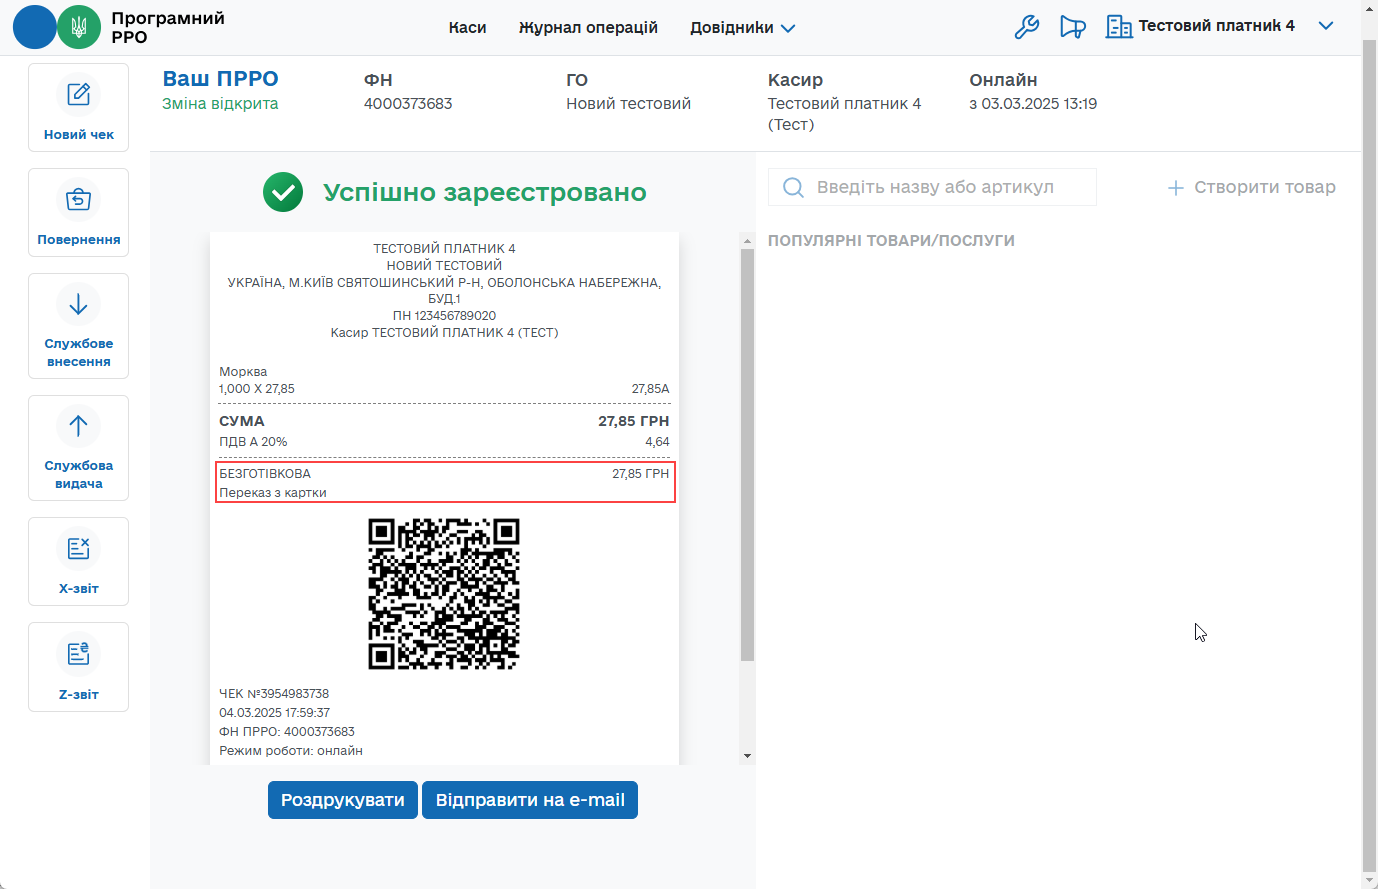 Програмний
РРО
Каси
Журнал операцій
Довідники
Тестовий платник 4
Новий чек
Повернення
Службове
внесення
Службова
видача
X-звіт
Z-звіт
Ваш ПРРО
Зміна відкрита
ФН
4000373683
ГО
Новий тестовий
Касир
Тестовий платник 4
(Тест)
Онлайн
з 03.03.2025 13:19
Успішно зареєстровано
ТЕСТОВИЙ ПЛАТНИК 4
НОВИЙ ТЕСТОВИЙ
УКРАЇНА, М.КИЇВ СВЯТОШИНСЬКИЙ Р-Н, ОБОЛОНСЬКА НАБЕРЕЖНА,
БУД.1
ПН 123456789020
Касир ТЕСТОВИЙ ПЛАТНИК 4 (ТЕСТ)
Морква
1,000 X 27,85 27,85А
СУМА 27,85 ГРН
ПДВ А 20% 4,64
БЕЗГОТІВКОВА 27,85 ГРН
Переказ з картки
ЧЕК №3954983738
04.03.2025 17:59:37
ФН ПРРО: 4000373683
Режим роботи: онлайн
Роздрукувати
Відправити на e-mail
Введіть назву або артикул
Створити товар
ПОПУЛЯРНІ ТОВАРИ/ПОСЛУГИ